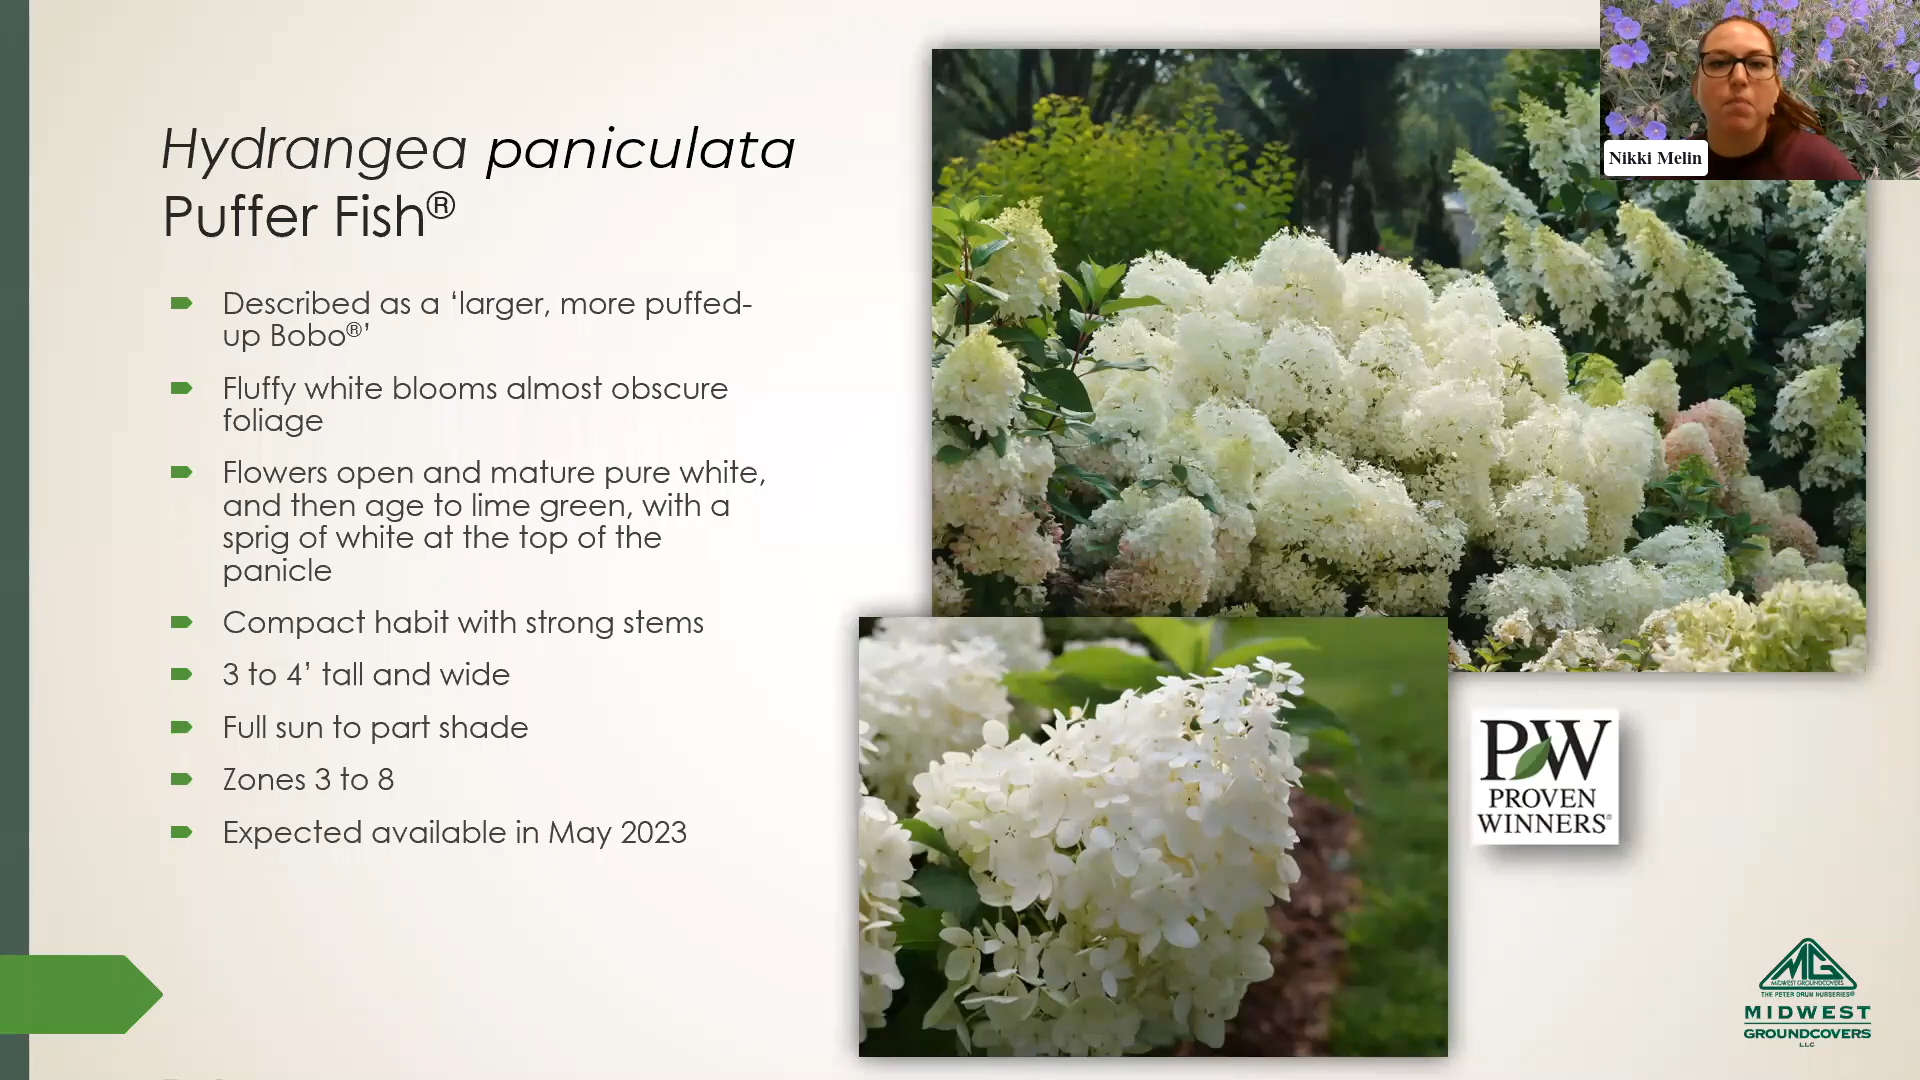 Hydrangea paniculata
Puffer Fish®
Described as a ‘larger, more puffed-
up Bobo®’
Fluffy white blooms almost obscure
foliage
Flowers open and mature pure white,
and then age to lime green, with a
sprig of white at the top of the
panicle
Compact habit with strong stems
3 to 4’ tall and wide
Full sun to part shade
Zones 3 to 8
Expected available in May 2023
Nikki Melin
PW
PROVEN
WINNERS®
MG
MIDWEST GROUNDCOVERS
THE PETER ORUM NURSERIES®
MIDWEST
GROUNDCOVERS
LLC